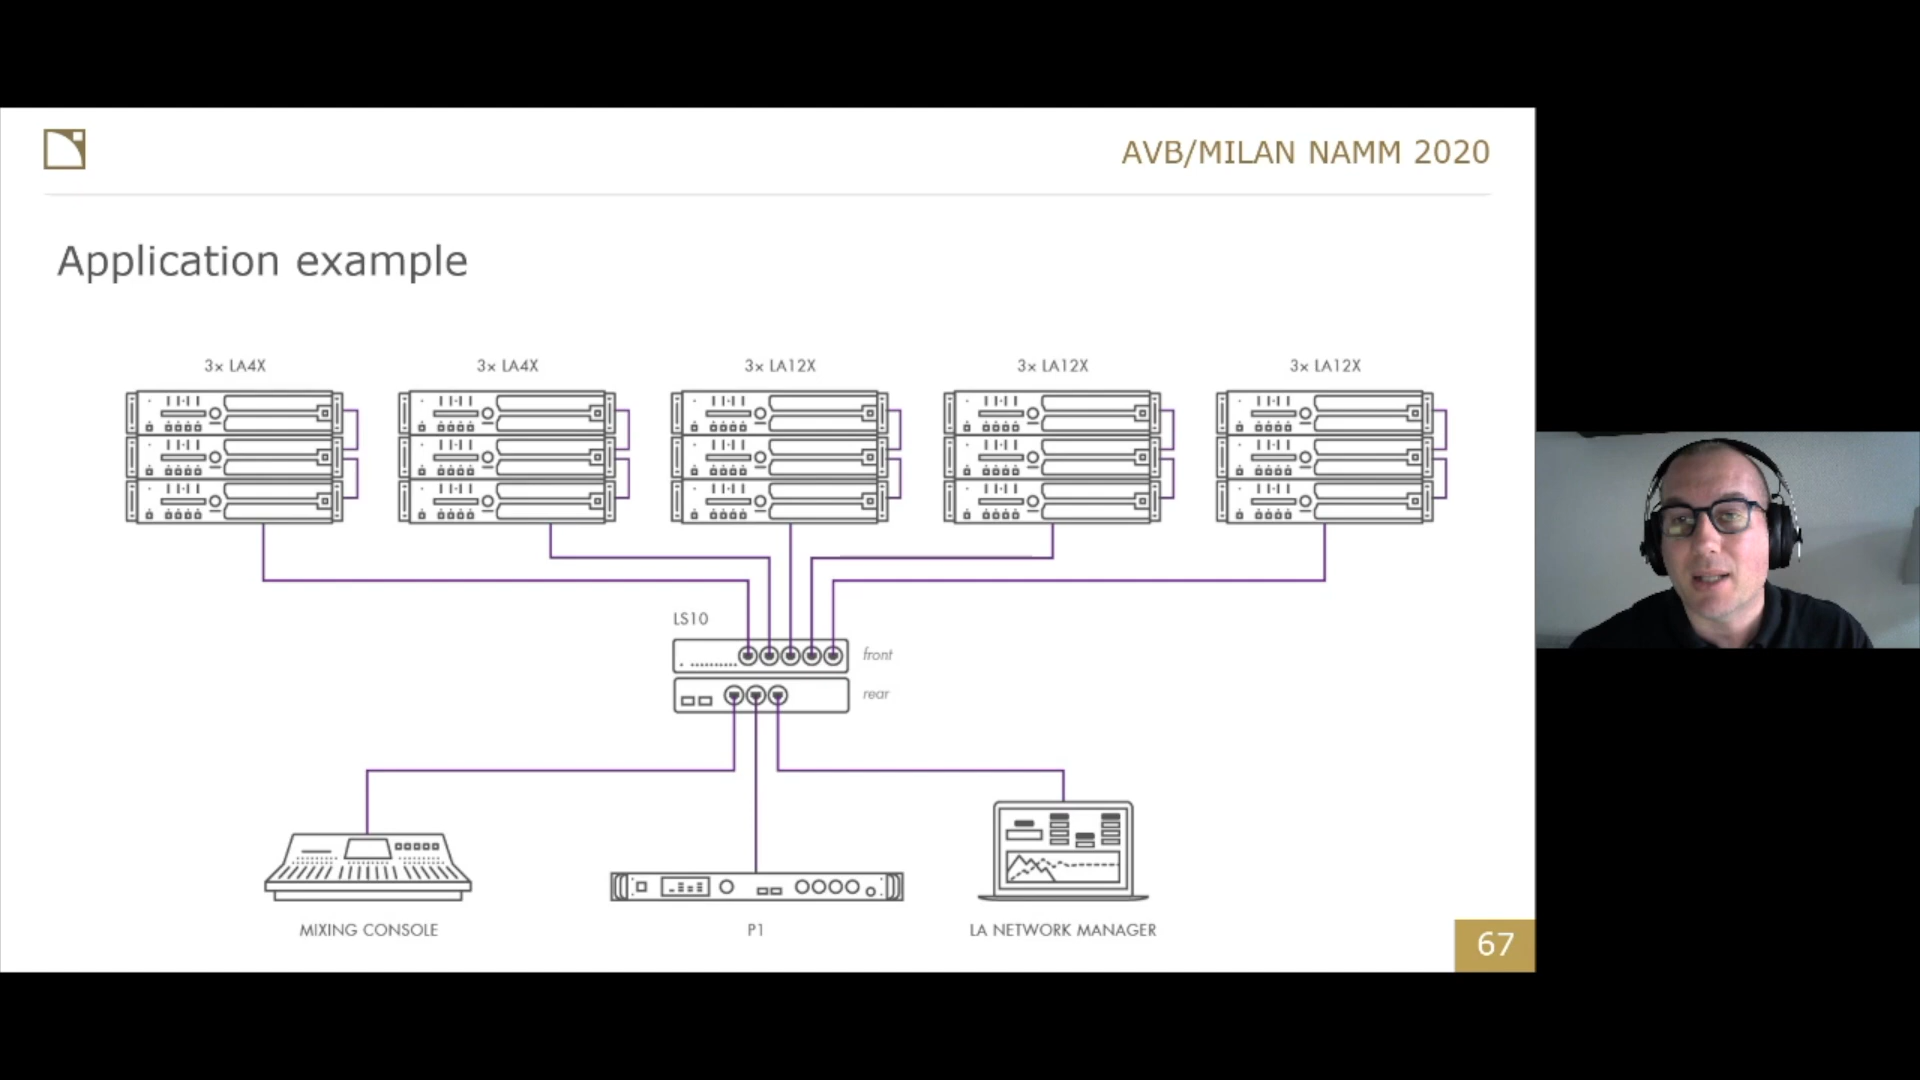 AVB/MILAN NAMM 2020
Application example
3x LA4X
3x LA4X
3x LA12X
3x LA12X
3x LA12X
LS10
front
rear
MIXING CONSOLE
P1
LA NETWORK MANAGER
67